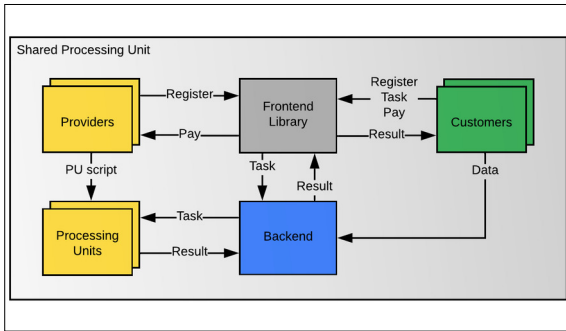 Shared Processing Unit
Register
Register
Task
Pay
Providers
Frontend
Library
Customers
Pay
Result
PU script
Task
Result
Data
Processing
Units
Task
Backend
Result